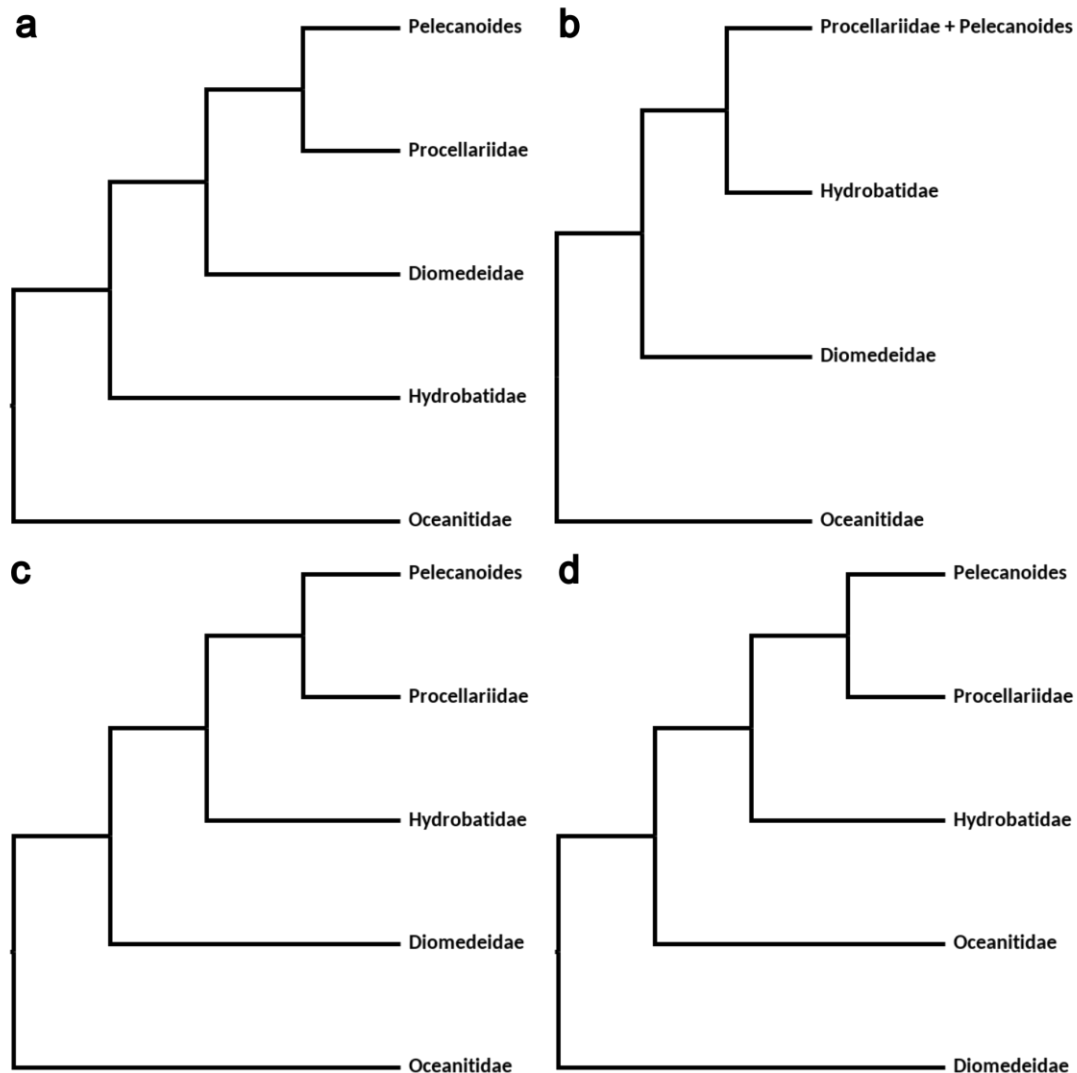 a
Pelecanoides
Procellariidae
Diomedeidae
Hydrobatidae
Oceanitidae
b
Procellariidae + Pelecanoides
Hydrobatidae
Diomedeidae
Oceanitidae
c
Pelecanoides
Procellariidae
Hydrobatidae
Diomedeidae
Oceanitidae
d
Pelecanoides
Procellariidae
Hydrobatidae
Oceanitidae
Diomedeidae